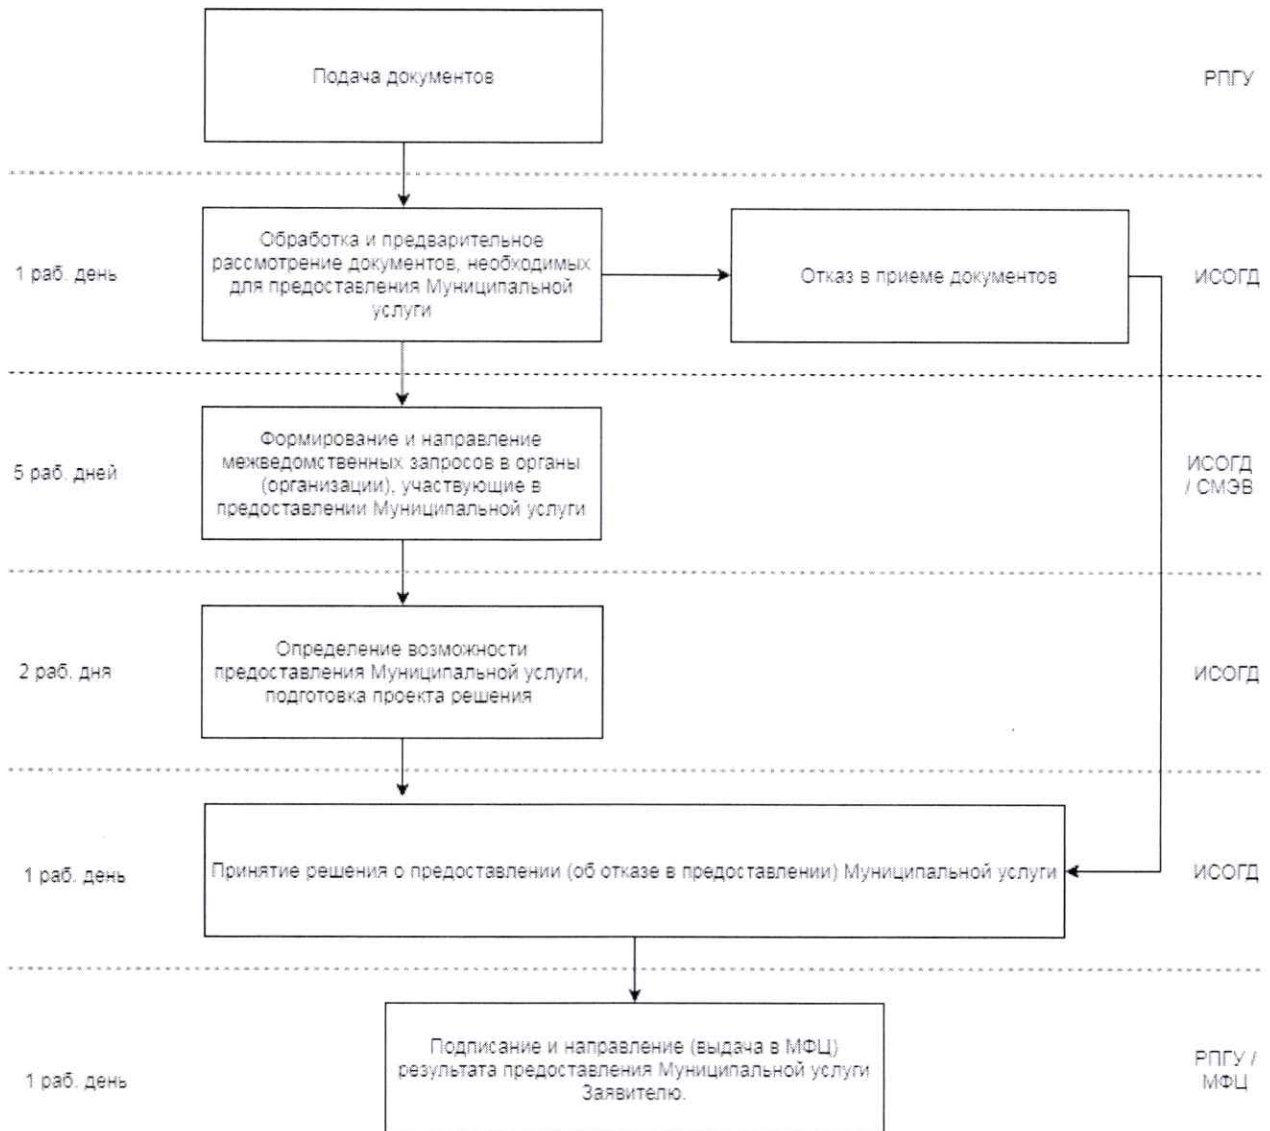 Подача документов
РПГУ
1 раб. день
Обработка и предварительное
рассмотрение документов, необходимых
для предоставления Муниципальной
услуги
Отказ в приеме документов
ИСОГД
5 раб. дней
Формирование и направление
межведомственных запросов в органы
(организации), участвующие в
предоставлении Муниципальной услуги
ИСОГД
/ СМЭВ
2 раб. дня
Определение возможности
предоставления Муниципальной услуги,
подготовка проекта решения
ИСОГД
1 раб. день
Принятие решения о предоставлении (об отказе в предоставлении) Муниципальной услуги
ИСОГД
1 раб. день
Подписание и направление (выдача в МФЦ)
результата предоставления Муниципальной услуги
Заявителю.
РПГУ /
МФЦ